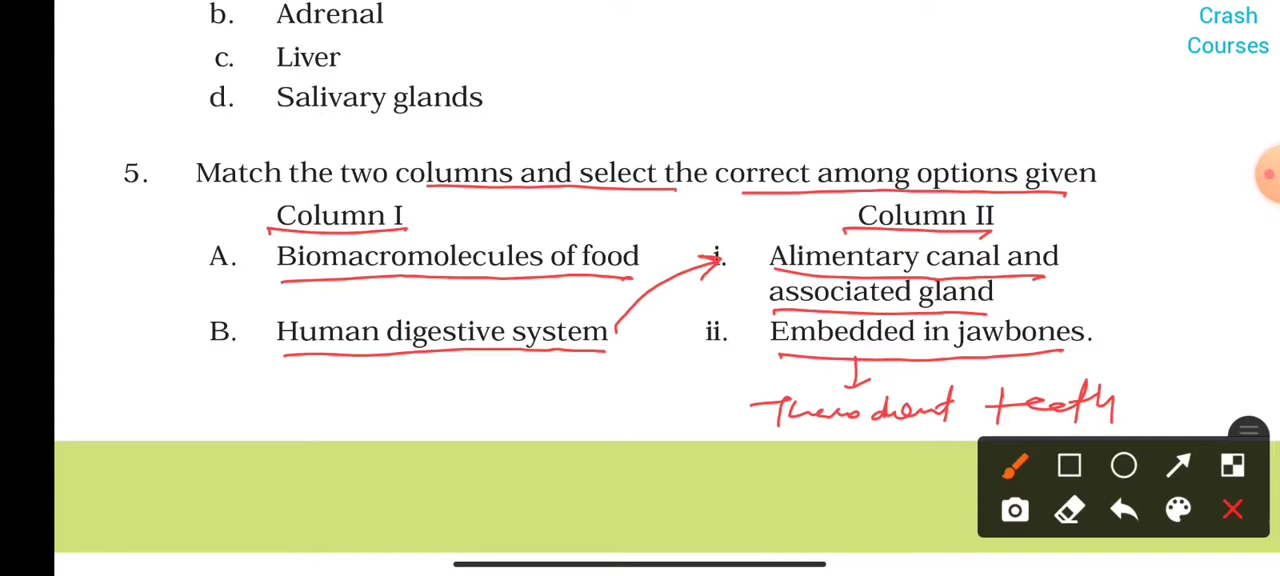 b. Adrenal
Crash
Courses
c. Liver
d. Salivary glands
5. Match the two columns and select the correct among options given
Column I Column II
A. Biomacromolecules of food i. Alimentary canal and
associated gland
B. Human digestive system ii. Embedded in jawbones.
teeth